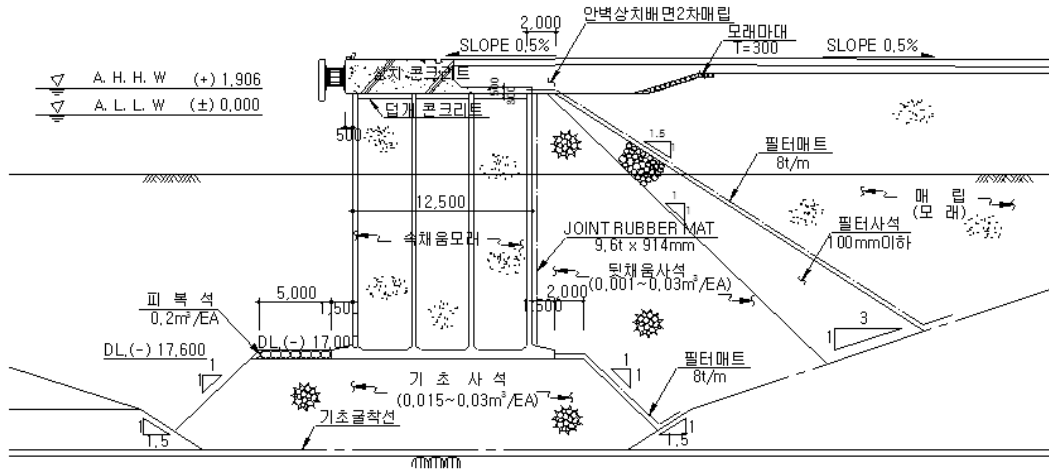 안벽상치배면2차매립
2,000
모래마대
T=300
SLOPE 0,5%
SLOPE 0,5%
A. H. H. W (+) 1,906
상치 콘크리트
A. L. L. W (±) 0,000
500
800
덮개 콘크리트
500
1.5
1
필터매트
8t/m
1
1
매 립
(모 래)
12,500
JOINT RUBBER MAT
9,6t x 914mm
필터사석
100mm이하
속채움모래
뒷채움사석
(0,001~0,03m³/EA)
피 복 석
0,2m³/EA
5,000
1,50
1,500
2,000
3
1
DL,(-) 17,600
DL,(-) 17,00
1
1
1
1
필터매트
8t/m
기 초 사 석
(0,015~0,03m³/EA)
기초굴착선
1
1,5
1
1,5